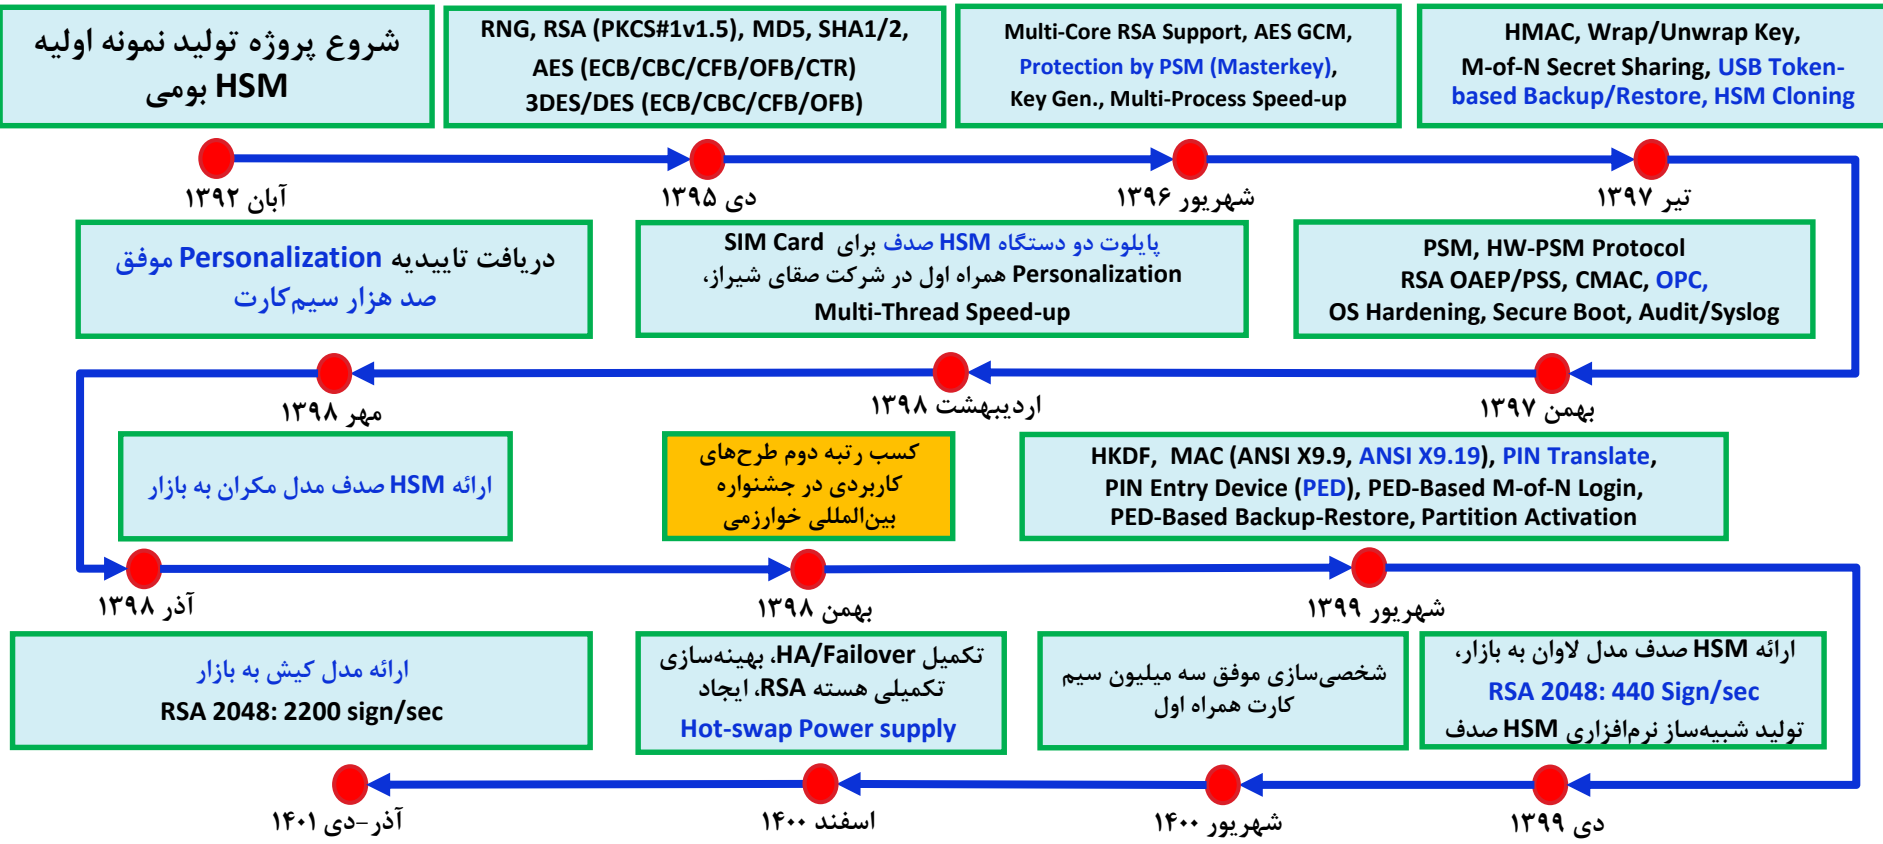 شروع پروژه تولید نمونه اولیه
HSM بومی
RNG, RSA (PKCS#1v1.5), MD5, SHA1/2,
AES (ECB/CBC/CFB/OFB/CTR)
3DES/DES (ECB/CBC/CFB/OFB)
Multi-Core RSA Support, AES GCM,
Protection by PSM (Masterkey),
Key Gen., Multi-Process Speed-up
HMAC, Wrap/Unwrap Key,
M-of-N Secret Sharing, USB Token-
based Backup/Restore, HSM Cloning
آبان ۱۳۹۲
دی ۱۳۹۵
شهریور ۱۳۹۶
تیر ۱۳۹۷
PSM, HW-PSM Protocol
RSA OAEP/PSS, CMAC, OPC,
OS Hardening, Secure Boot, Audit/Syslog
پایلوت دو دستگاه HSM صدف برای SIM Card
Personalization همراه اول در شرکت صقای شیراز،
Multi-Thread Speed-up
دریافت تاییدیه Personalization موفق
صد هزار سیم‌کارت
بهمن ۱۳۹۷
اردیبهشت ۱۳۹۸
مهر ۱۳۹۸
ارائه HSM صدف مدل مکران به بازار
کسب رتبه دوم طرح‌های
کاربردی در جشنواره
بین‌المللی خوارزمی
HKDF, MAC (ANSI X9.9, ANSI X9.19), PIN Translate,
PIN Entry Device (PED), PED-Based M-of-N Login,
PED-Based Backup-Restore, Partition Activation
آذر ۱۳۹۸
بهمن ۱۳۹۸
شهریور ۱۳۹۹
ارائه HSM صدف مدل لاوان به بازار،
RSA 2048: 440 Sign/sec
تولید شبیه‌ساز نرم‌افزاری HSM صدف
شخصی‌سازی موفق سه میلیون سیم
کارت همراه اول
تکمیل HA/Failover، بهینه‌سازی
تکمیلی هسته RSA، ایجاد
Hot-swap Power supply
ارائه مدل کیش به بازار
RSA 2048: 2200 sign/sec
دی ۱۳۹۹
شهریور ۱۴۰۰
اسفند ۱۴۰۰
آذر-دی ۱۴۰۱